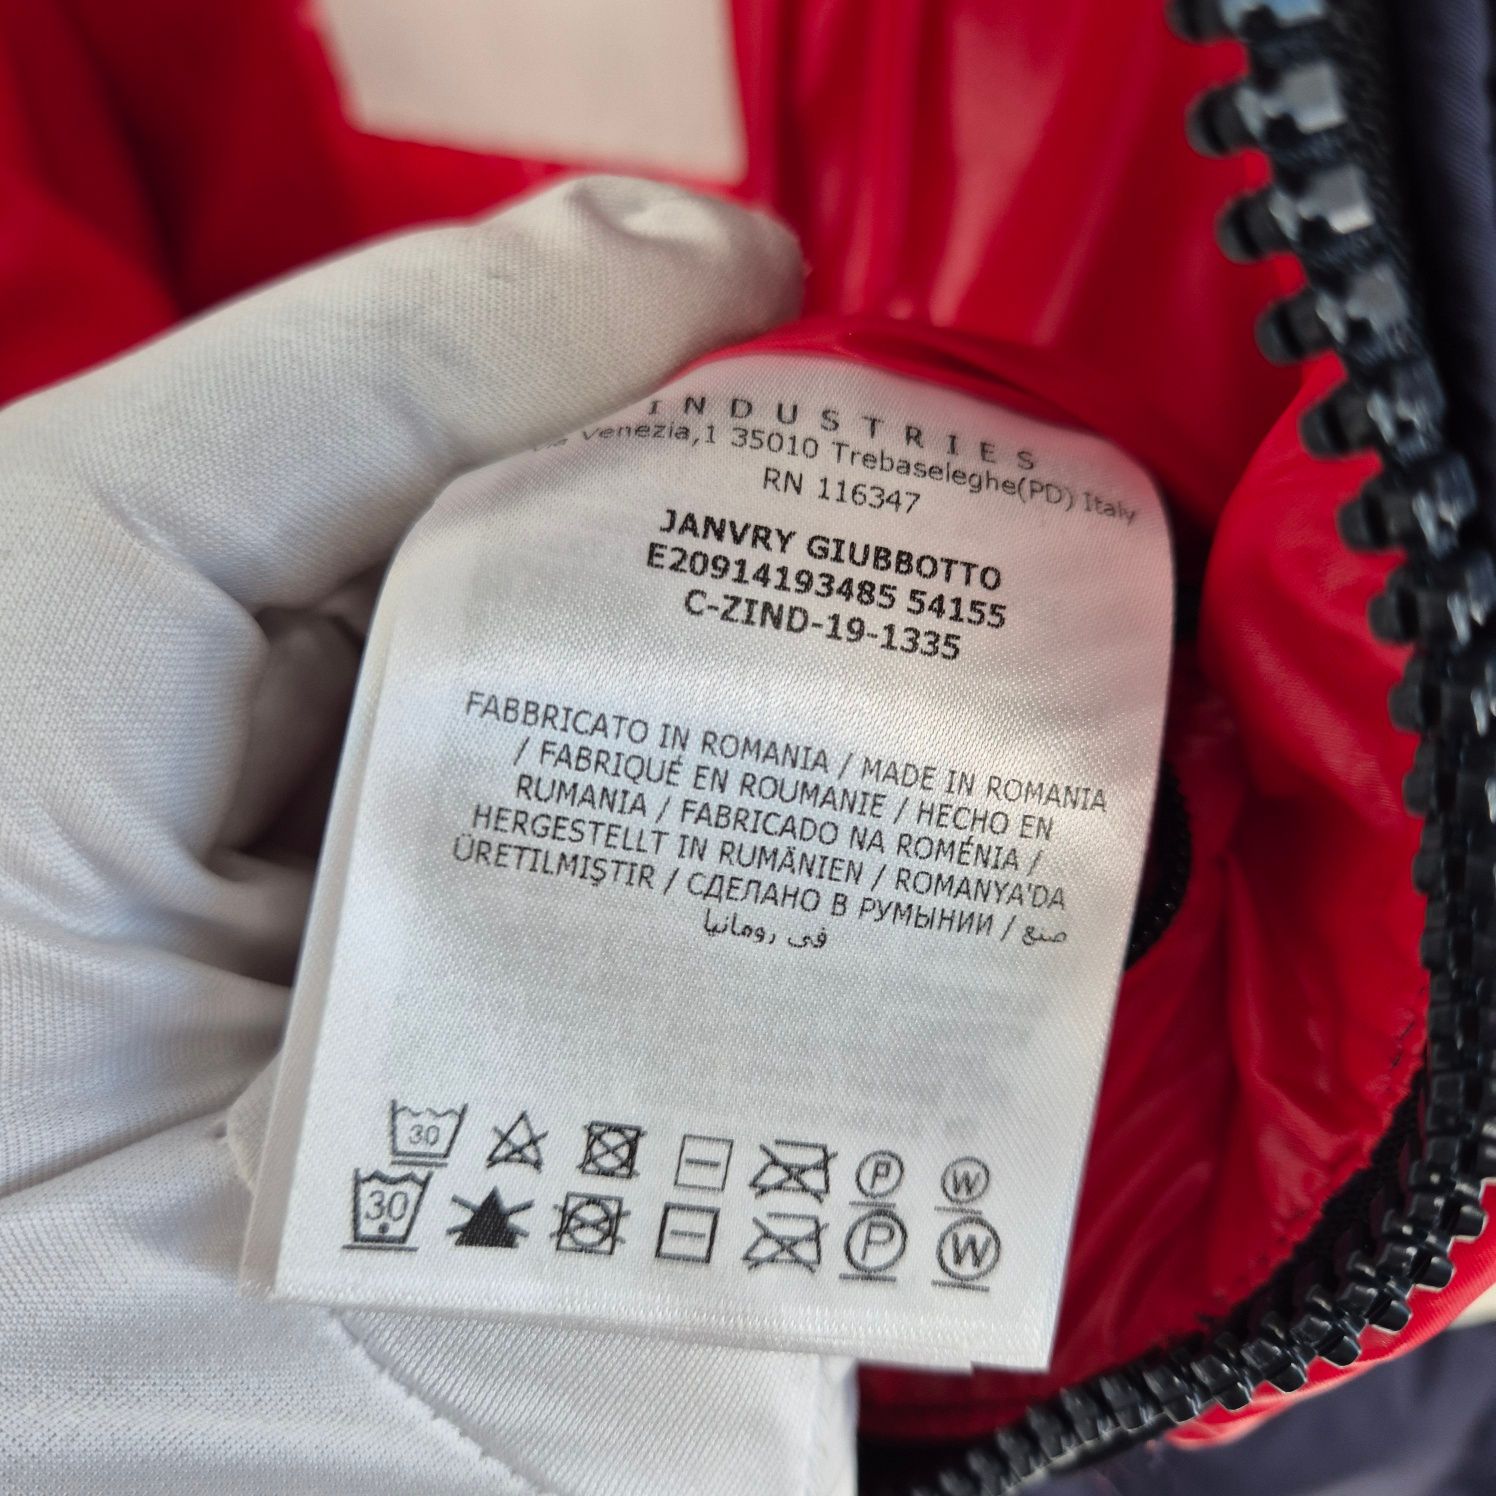 INDUSTRIES
Venezia,1 35010 Trebaseleghe(PD) Italy
RN 116347
JANVRY GIUBBOTTO
E20914193485 54155
C-ZIND-19-1335
FABBRICATO IN ROMANIA / MADE IN ROMANIA
/ FABRIQUÉ EN ROUMANIE / HECHO EN
RUMANIA / FABRICADO NA ROMÉNIA /
HERGESTELLT IN RUMÄNIEN / ROMANYA'DA
ÜRETILMIŞTIR / СДЕЛАНО В РУМЫНИИ / صنع
في رومانيا
30 P W
30 P W